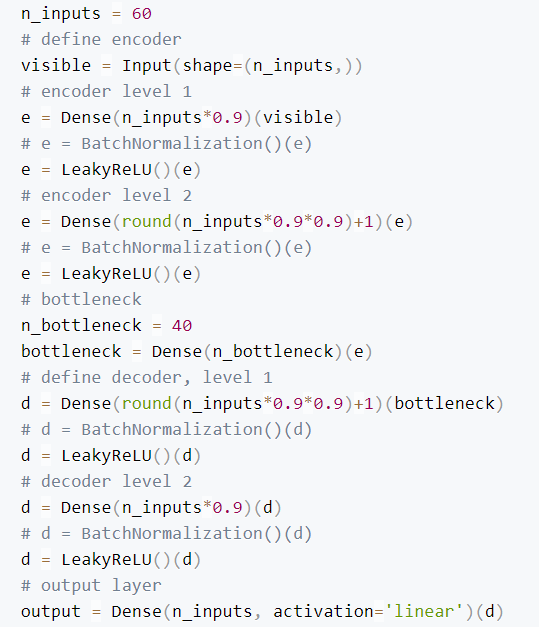 n_inputs = 60
# define encoder
visible = Input(shape=(n_inputs,))
# encoder level 1
e = Dense(n_inputs*0.9)(visible)
# e = BatchNormalization()(e)
e = LeakyReLU()(e)
# encoder level 2
e = Dense(round(n_inputs*0.9*0.9)+1)(e)
# e = BatchNormalization()(e)
e = LeakyReLU()(e)
# bottleneck
n_bottleneck = 40
bottleneck = Dense(n_bottleneck)(e)
# define decoder, level 1
d = Dense(round(n_inputs*0.9*0.9)+1)(bottleneck)
# d = BatchNormalization()(d)
d = LeakyReLU()(d)
# decoder level 2
d = Dense(n_inputs*0.9)(d)
# d = BatchNormalization()(d)
d = LeakyReLU()(d)
# output layer
output = Dense(n_inputs, activation='linear')(d)